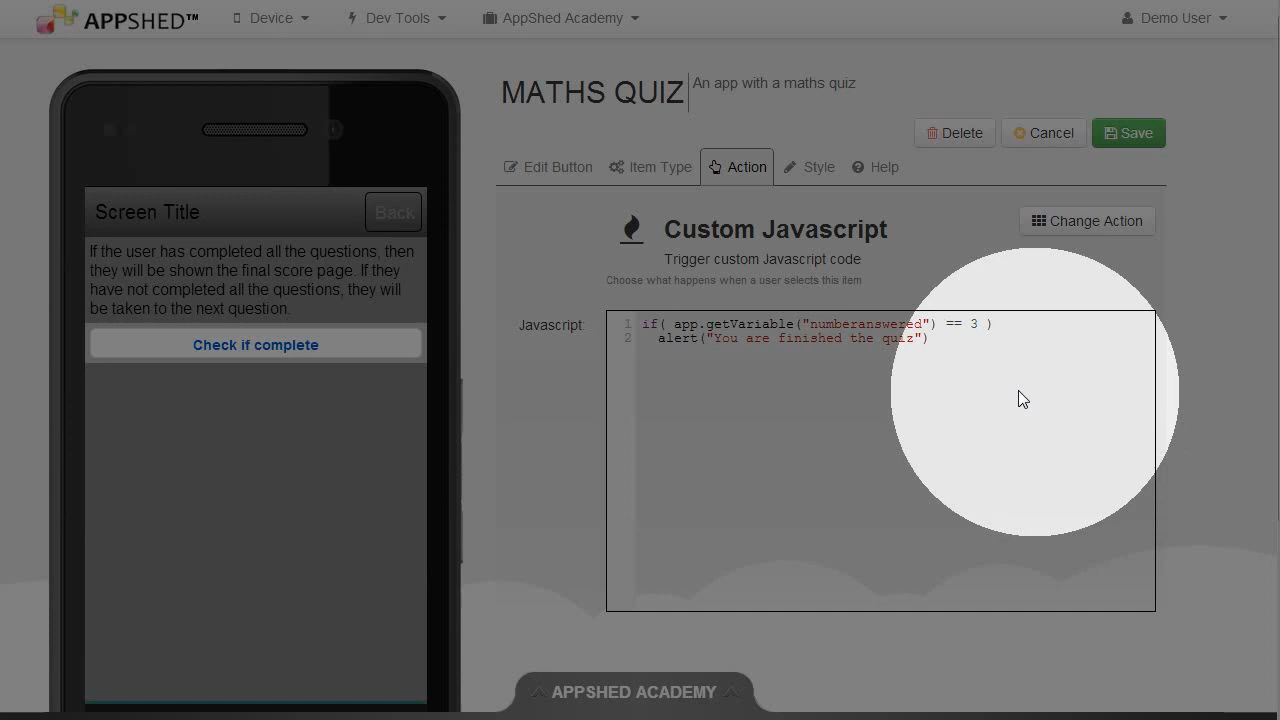 APPSHED™ Device Dev Tools AppShed Academy Demo User
MATHS QUIZ An app with a maths quiz
Delete Cancel Save
Edit Button Item Type Action Style Help
Custom Javascript Change Action
Trigger custom Javascript code
Choose what happens when a user selects this item
Javascript:
1 if( app.getVariable("numberanswered") == 3 )
2 alert("You are finished the quiz")
Screen Title Back
If the user has completed all the questions, then
they will be shown the final score page. If they
have not completed all the questions, they will
be taken to the next question.
Check if complete
APPSHED ACADEMY